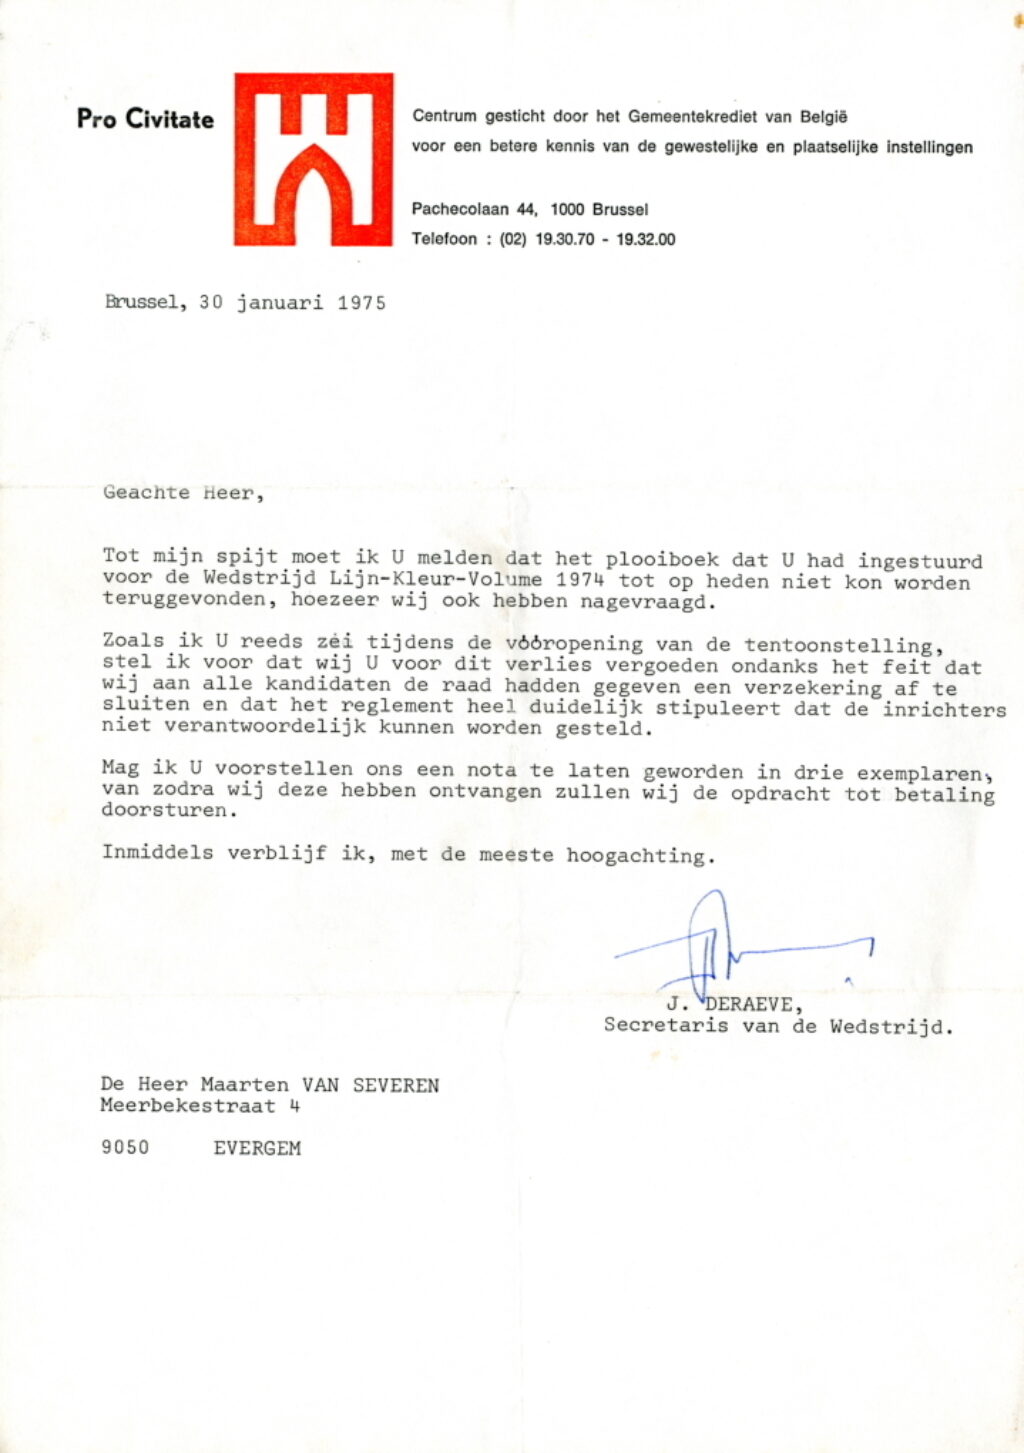 Pro Civitate
Centrum gesticht door het Gemeentekrediet van België
voor een betere kennis van de gewestelijke en plaatselijke instellingen
Pachecolaan 44, 1000 Brussel
Telefoon : (02) 19.30.70 - 19.32.00
Brussel, 30 januari 1975
Geachte Heer,
Tot mijn spijt moet ik U melden dat het plooiboek dat U had ingestuurd
voor de Wedstrijd Lijn-Kleur-Volume 1974 tot op heden niet kon worden
teruggevonden, hoezeer wij ook hebben nagevraagd.
Zoals ik U reeds zéi tijdens de vóóropening van de tentoonstelling,
stel ik voor dat wij U voor dit verlies vergoeden ondanks het feit dat
wij aan alle kandidaten de raad hadden gegeven een verzekering af te
sluiten en dat het reglement heel duidelijk stipuleert dat de inrichters
niet verantwoordelijk kunnen worden gesteld.
Mag ik U voorstellen ons een nota te laten geworden in drie exemplaren,
van zodra wij deze hebben ontvangen zullen wij de opdracht tot betaling
doorsturen.
Inmiddels verblijf ik, met de meeste hoogachting.
J. DERAEVE,
Secretaris van de Wedstrijd.
De Heer Maarten VAN SEVEREN
Meerbekestraat 4
9050 EVERGEM